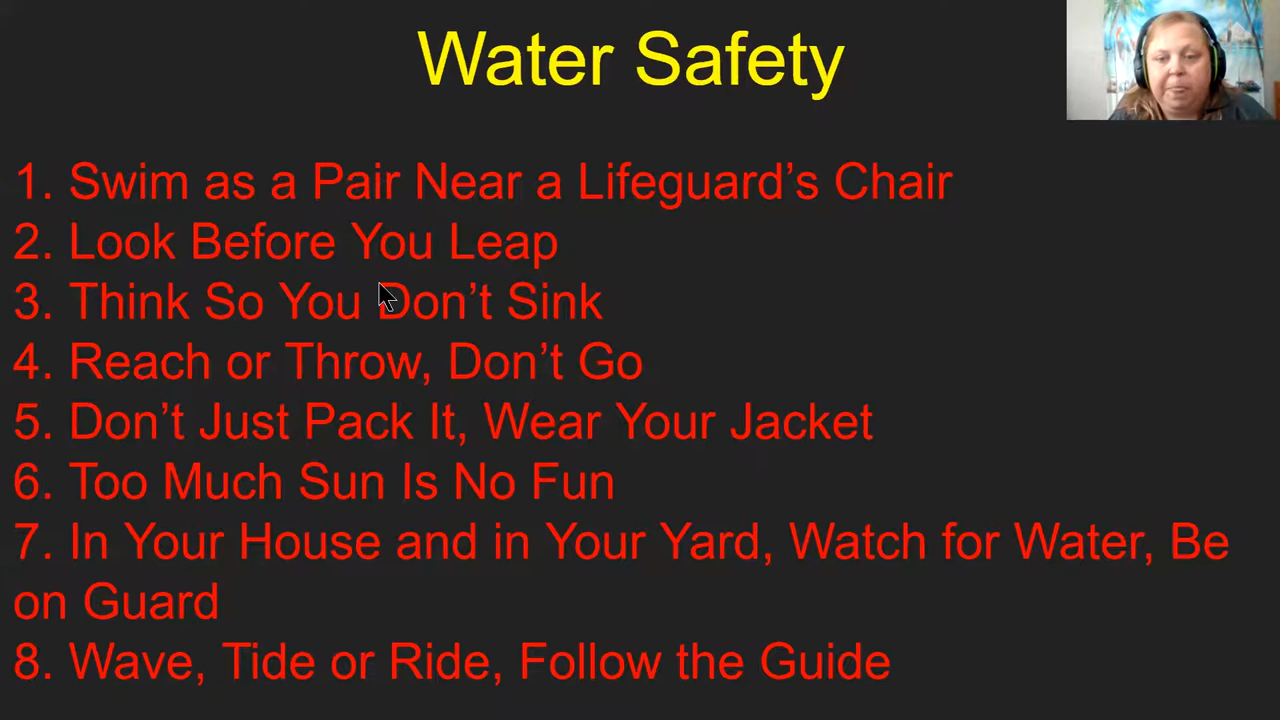 Water Safety
1. Swim as a Pair Near a Lifeguard’s Chair
2. Look Before You Leap
3. Think So You Don’t Sink
4. Reach or Throw, Don’t Go
5. Don’t Just Pack It, Wear Your Jacket
6. Too Much Sun Is No Fun
7. In Your House and in Your Yard, Watch for Water, Be
on Guard
8. Wave, Tide or Ride, Follow the Guide